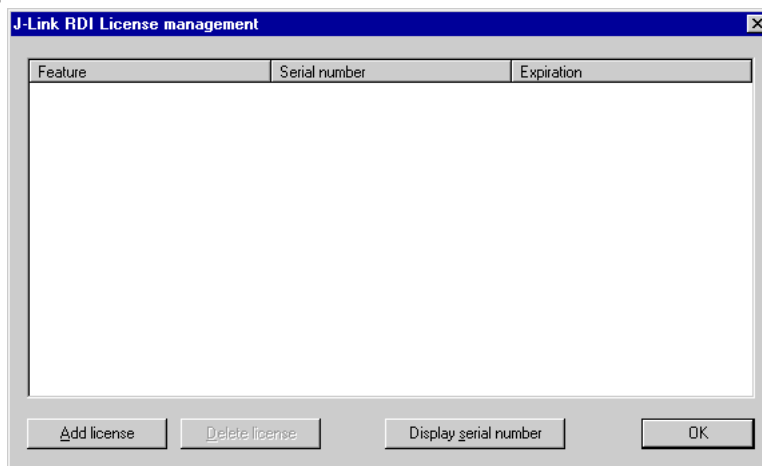 J-Link RDI License management
Feature Serial number Expiration
Add license Delete license Display serial number OK